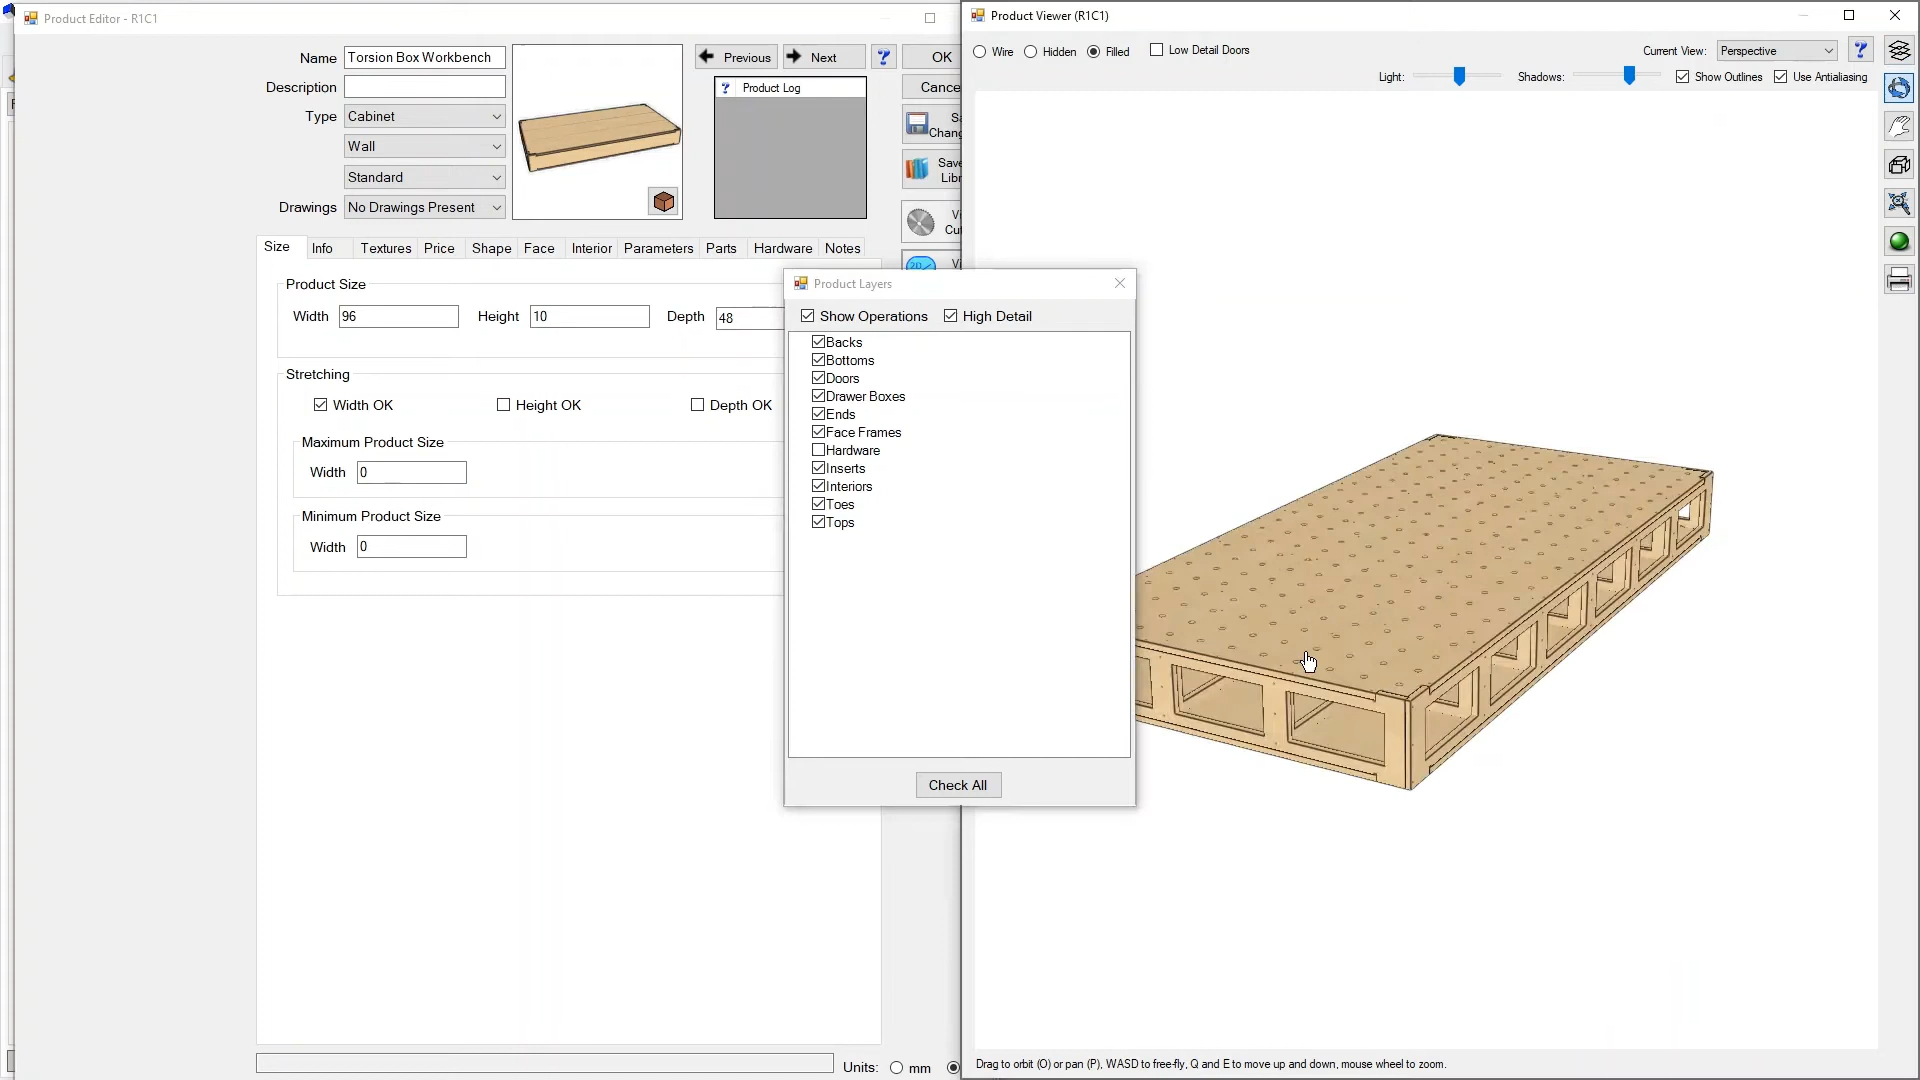 Product Editor - R1C1
Name Torsion Box Workbench
Description
Type Cabinet
Wall
Standard
Drawings No Drawings Present
Previous Next ? OK
? Product Log
Cance
Chang
Save
Libr
Size Info Textures Price Shape Face Interior Parameters Parts Hardware Notes
Product Size
Width 96 Height 10 Depth 48
Stretching
Width OK Height OK Depth OK
Maximum Product Size
Width 0
Minimum Product Size
Width 0
Units: mm
Product Layers
Show Operations High Detail
Backs
Bottoms
Doors
Drawer Boxes
Ends
Face Frames
Hardware
Inserts
Interiors
Toes
Tops
Check All
Product Viewer (R1C1)
Wire Hidden Filled Low Detail Doors Current View: Perspective ?
Light: Shadows: Show Outlines Use Antialiasing
Drag to orbit (O) or pan (P), WASD to free-fly, Q and E to move up and down, mouse wheel to zoom.